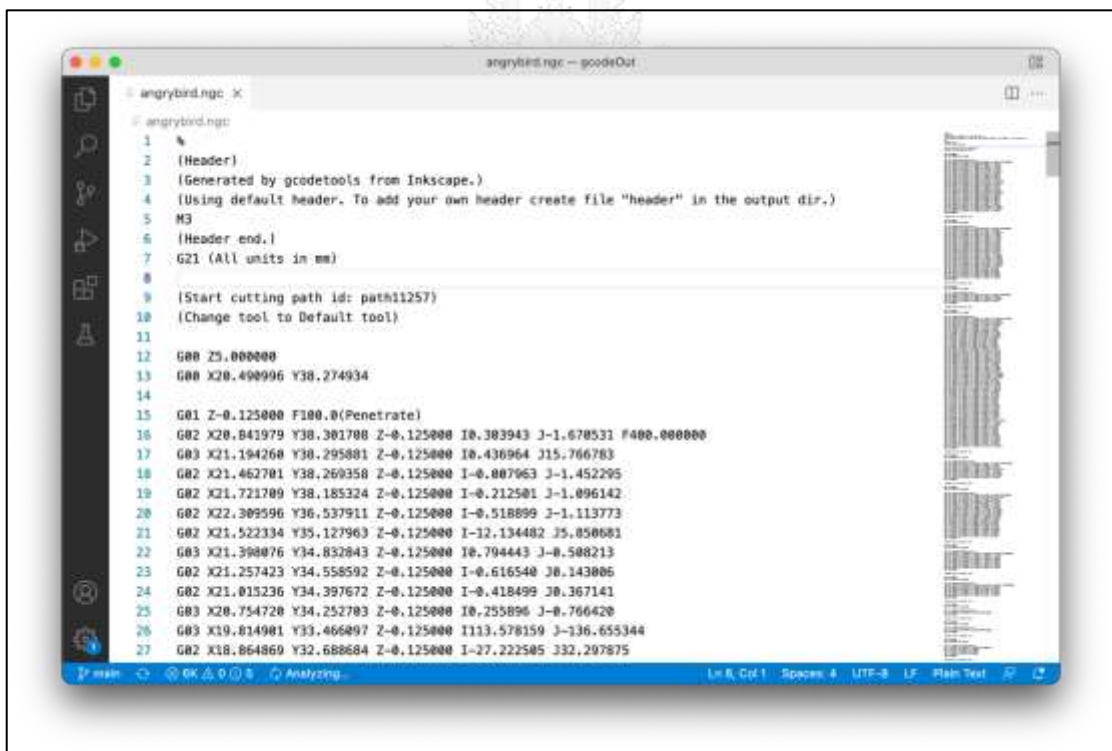 angrybird.ngc — gcodeOut
angrybird.ngc ×
angrybird.ngc
1 %
2 (Header)
3 (Generated by gcodetools from Inkscape.)
4 (Using default header. To add your own header create file "header" in the output dir.)
5 M3
6 (Header end.)
7 G21 (All units in mm)
8
9 (Start cutting path id: path11257)
10 (Change tool to Default tool)
11
12 G00 Z5.000000
13 G00 X20.490996 Y38.274934
14
15 G01 Z-0.125000 F100.0(Penetrate)
16 G02 X20.841979 Y38.301708 Z-0.125000 I0.303943 J-1.670531 F400.000000
17 G03 X21.194260 Y38.295881 Z-0.125000 I0.436964 J15.766783
18 G02 X21.462701 Y38.269358 Z-0.125000 I-0.007963 J-1.452295
19 G02 X21.721709 Y38.185324 Z-0.125000 I-0.212501 J-1.096142
20 G02 X22.309596 Y36.537911 Z-0.125000 I-0.518899 J-1.113773
21 G02 X21.522334 Y35.127963 Z-0.125000 I-12.134482 J5.850681
22 G03 X21.398076 Y34.832843 Z-0.125000 I0.794443 J-0.508213
23 G02 X21.257423 Y34.558592 Z-0.125000 I-0.616540 J0.143006
24 G02 X21.015236 Y34.397672 Z-0.125000 I-0.418499 J0.367141
25 G03 X20.754720 Y34.252703 Z-0.125000 I0.255896 J-0.766420
26 G03 X19.814901 Y33.466097 Z-0.125000 I113.578159 J-136.655344
27 G02 X18.864869 Y32.688684 Z-0.125000 I-27.222505 J32.297875
main 6K 0 5 Analyzing... Ln 8, Col 1 Spaces: 4 UTF-8 LF Plain Text